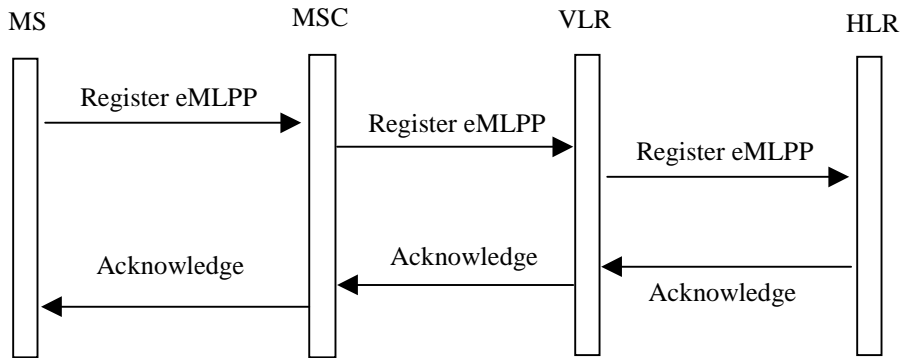 MS
MSC
VLR
HLR
Register eMLPP
Register eMLPP
Register eMLPP
Acknowledge
Acknowledge
Acknowledge